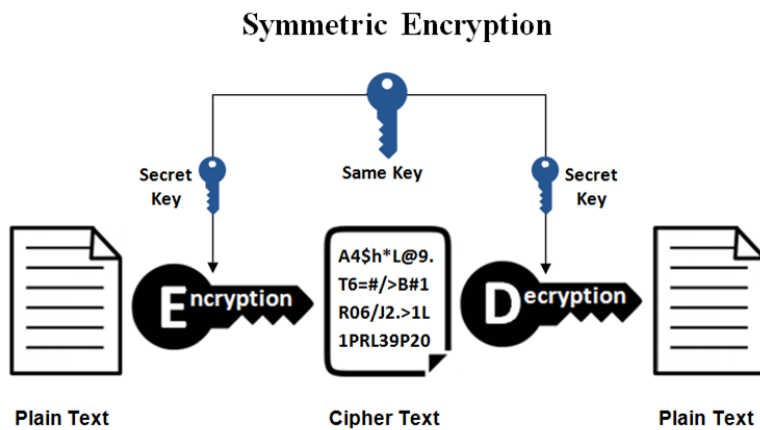 Symmetric Encryption
Secret
Key
Same Key
Secret
Key
Encryption
A4$h*L@9.
T6=#/>B#1
R06/J2.>1L
1PRL39P20
Decryption
Plain Text
Cipher Text
Plain Text